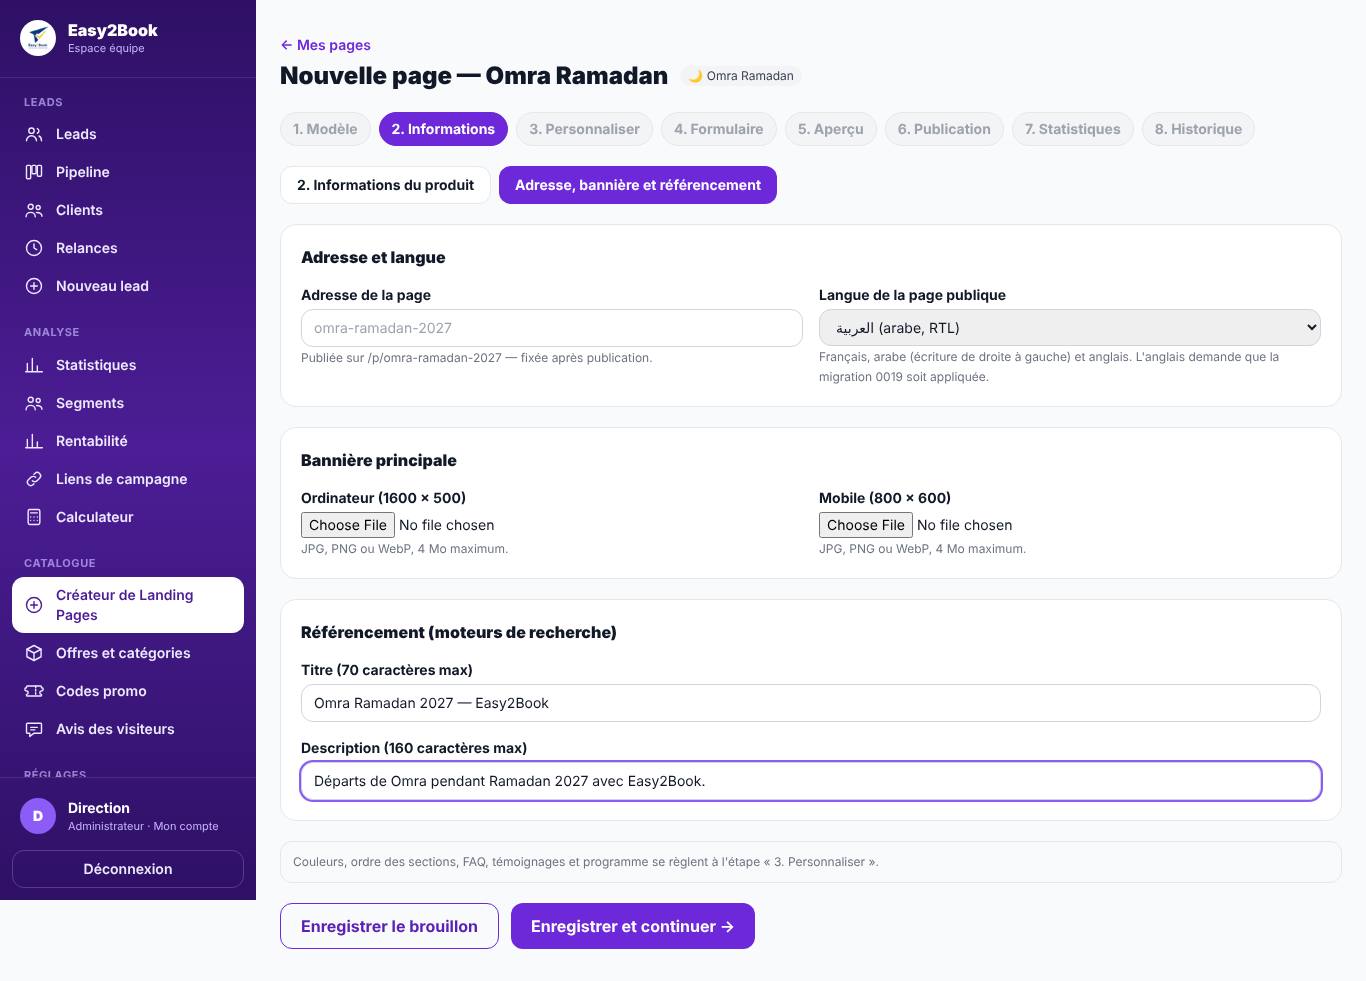 Easy2Book
Espace équipe
LEADS
Leads
Pipeline
Clients
Relances
Nouveau lead
ANALYSE
Statistiques
Segments
Rentabilité
Liens de campagne
Calculateur
CATALOGUE
Créateur de Landing
Pages
Offres et catégories
Codes promo
Avis des visiteurs
RÉGLAGES
D
Direction
Administrateur · Mon compte
Déconnexion
← Mes pages
Nouvelle page — Omra Ramadan 🌙 Omra Ramadan
1. Modèle 2. Informations 3. Personnaliser 4. Formulaire 5. Aperçu 6. Publication 7. Statistiques 8. Historique
2. Informations du produit Adresse, bannière et référencement
Adresse et langue
Adresse de la page
omra-ramadan-2027
Publiée sur /p/omra-ramadan-2027 — fixée après publication.
Langue de la page publique
العربية (arabe, RTL)
Français, arabe (écriture de droite à gauche) et anglais. L'anglais demande que la
migration 0019 soit appliquée.
Bannière principale
Ordinateur (1600 × 500)
Choose File No file chosen
JPG, PNG ou WebP, 4 Mo maximum.
Mobile (800 × 600)
Choose File No file chosen
JPG, PNG ou WebP, 4 Mo maximum.
Référencement (moteurs de recherche)
Titre (70 caractères max)
Omra Ramadan 2027 — Easy2Book
Description (160 caractères max)
Départs de Omra pendant Ramadan 2027 avec Easy2Book.
Couleurs, ordre des sections, FAQ, témoignages et programme se règlent à l'étape « 3. Personnaliser ».
Enregistrer le brouillon Enregistrer et continuer →